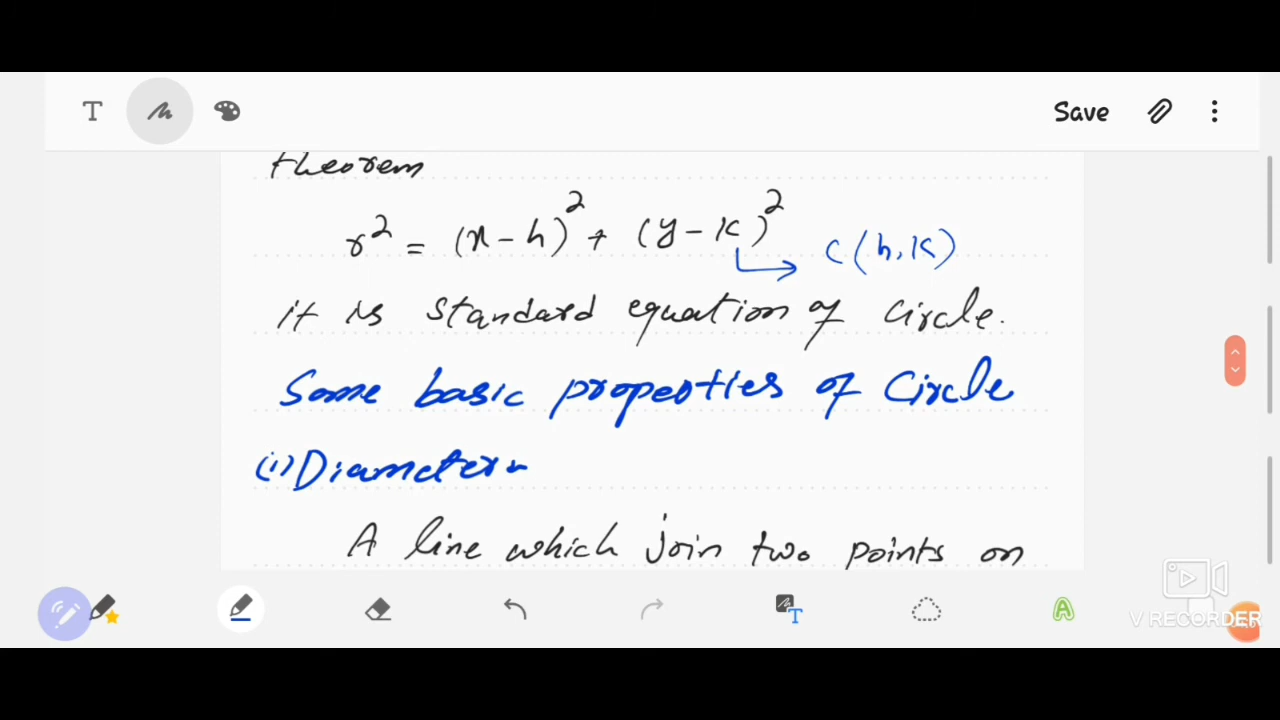 T
Save
theorem
r² = (x-h)² + (y-k)²
C(h,k)
it is standard equation of Circle.
Some basic properties of Circle
(i) Diameter:-
A line which join two points on
T
A
V RECORDER